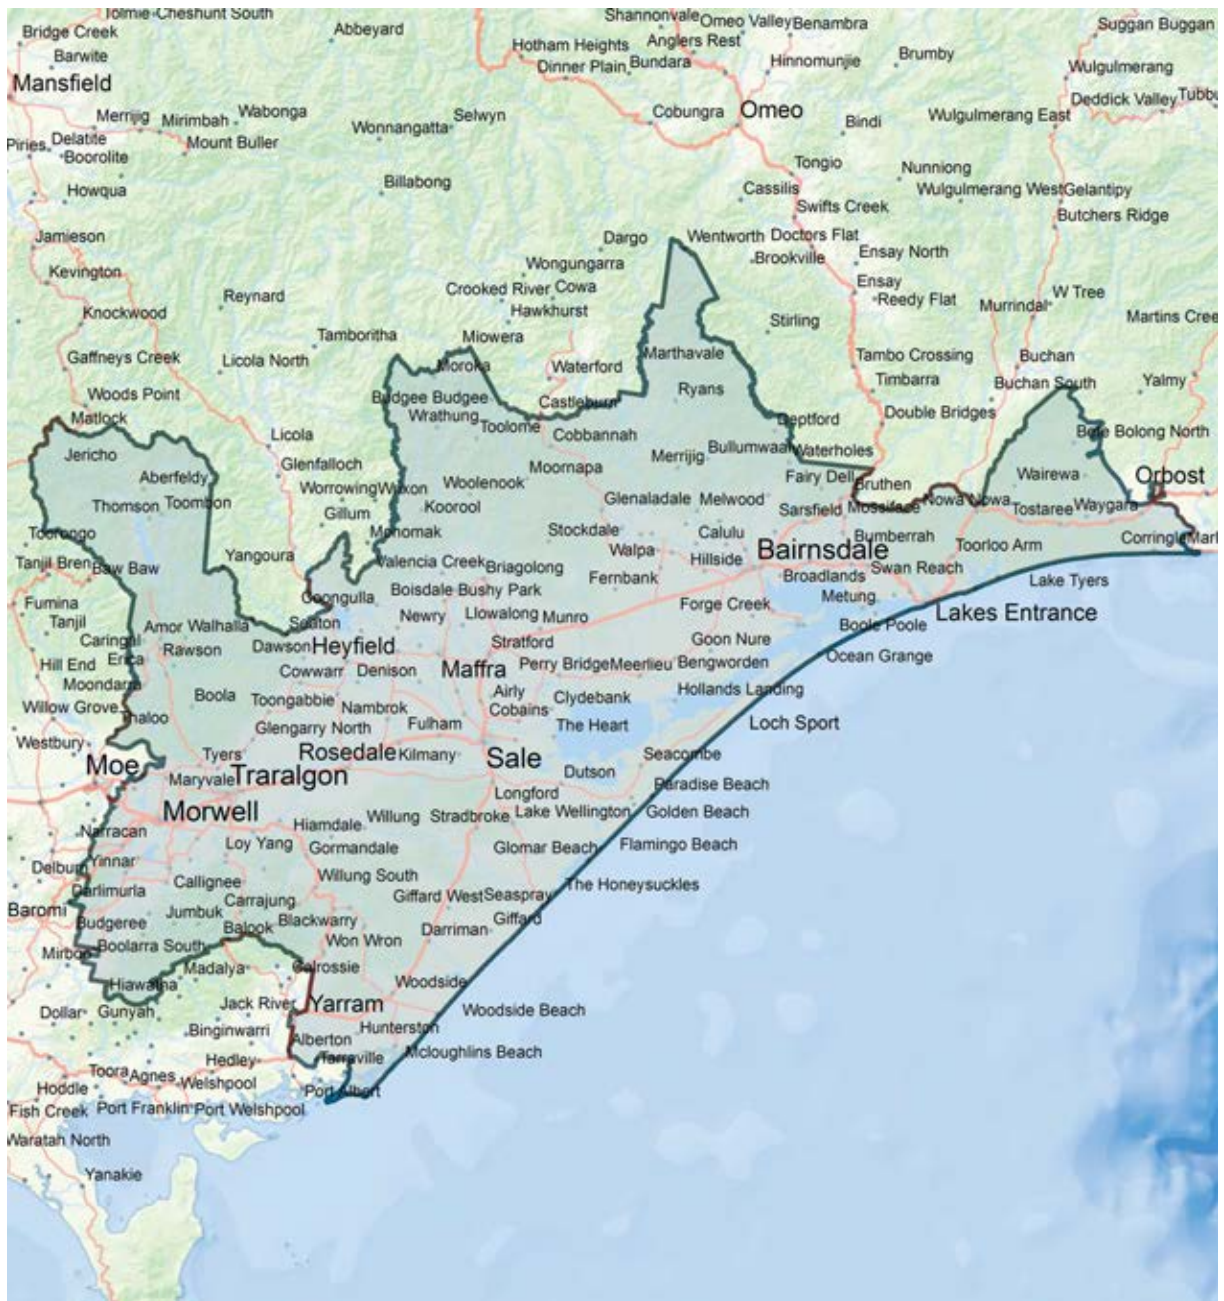 Tolmie Cheshunt South
Shannonvale
Omeo Valley
Benambra
Suggan Buggan
Bridge Creek
Abbeyard
Hotham Heights
Anglers Rest
Barwite
Dinner Plain
Bundara
Hinnomunjie
Brumby
Wulgulmerang
Mansfield
Deddick Valley
Merrijig
Mirimbah
Wabonga
Selwyn
Cobungra
Omeo
Bindi
Wulgulmerang East
Wonnangatta
Piries
Delatite
Mount Buller
Boorolite
Tongio
Nunniong
Howqua
Billabong
Cassilis
Wulgulmerang West
Gelantipy
Swifts Creek
Butchers Ridge
Jamieson
Dargo
Wentworth
Doctors Flat
Ensay North
Brookville
Kevington
Wongungarra
Crooked River
Cowa
Ensay
Reedy Flat
W Tree
Murrindal
Reynard
Hawkhurst
Knockwood
Stirling
Tamboritha
Miowera
Marthavale
Tambo Crossing
Buchan
Gaffneys Creek
Licola North
Moroka
Waterford
Timbarra
Buchan South
Yalmy
Woods Point
Budgee Budgee
Castleburn
Ryans
Matlock
Wrathung
Toolome
Deptford
Double Bridges
Licola
Cobbannah
Bullumwaal
Waterholes
Bete Bolong North
Jericho
Glenfalloch
Moornapa
Merrijig
Aberfeldy
Woolenook
Fairy Dell
Bruthen
Wairewa
Orbost
Worrowing
Wuxon
Thomson
Toombon
Koorool
Glenaladale
Melwood
Sarsfield
Mossiface
Nowa Nowa
Tostaree
Waygara
Gillum
Toorongo
Monomak
Stockdale
Calulu
Bumberrah
Toorloo Arm
Corringle
Walpa
Bairnsdale
Yangoura
Valencia Creek
Briagolong
Hillside
Swan Reach
Tanjil Bren
Baw Baw
Fernbank
Broadlands
Lake Tyers
Boisdale
Bushy Park
Coongulla
Metung
Fumina
Forge Creek
Lakes Entrance
Tanjil
Amor
Walhalla
Seaton
Newry
Llowalong
Munro
Boole Poole
Caringal
Rawson
Dawson
Heyfield
Stratford
Goon Nure
Ocean Grange
Hill End
Erica
Cowwarr
Denison
Maffra
Perry Bridge
Meerlieu
Bengworden
Moondarra
Boola
Toongabbie
Airly
Clydebank
Hollands Landing
Willow Grove
Nambrok
Cobains
Thaloo
Glengarry North
Fulham
The Heart
Loch Sport
Westbury
Moe
Tyers
Rosedale
Kilmany
Sale
Seacombe
Maryvale
Traralgon
Dutson
Paradise Beach
Morwell
Longford
Lake Wellington
Golden Beach
Narracan
Hiamdale
Willung
Stradbroke
Loy Yang
Gormandale
Glomar Beach
Flamingo Beach
Yinnar
Delburn
Callignee
Willung South
The Honeysuckles
Darlimurla
Giffard West
Seaspray
Baromi
Jumbuk
Carrajung
Blackwarry
Giffard
Budgeree
Balook
Darriman
Boolarra South
Won Wron
Mirboo
Madalya
Calrossie
Hiawatha
Woodside
Jack River
Yarram
Woodside Beach
Dollar
Gunyah
Binginwarri
Alberton
Hunterston
Hedley
Tarraville
Mcloughlins Beach
Toora
Agnes
Welshpool
Hoddle
Port Albert
Fish Creek
Port Franklin
Port Welshpool
Waratah North
Yanakie